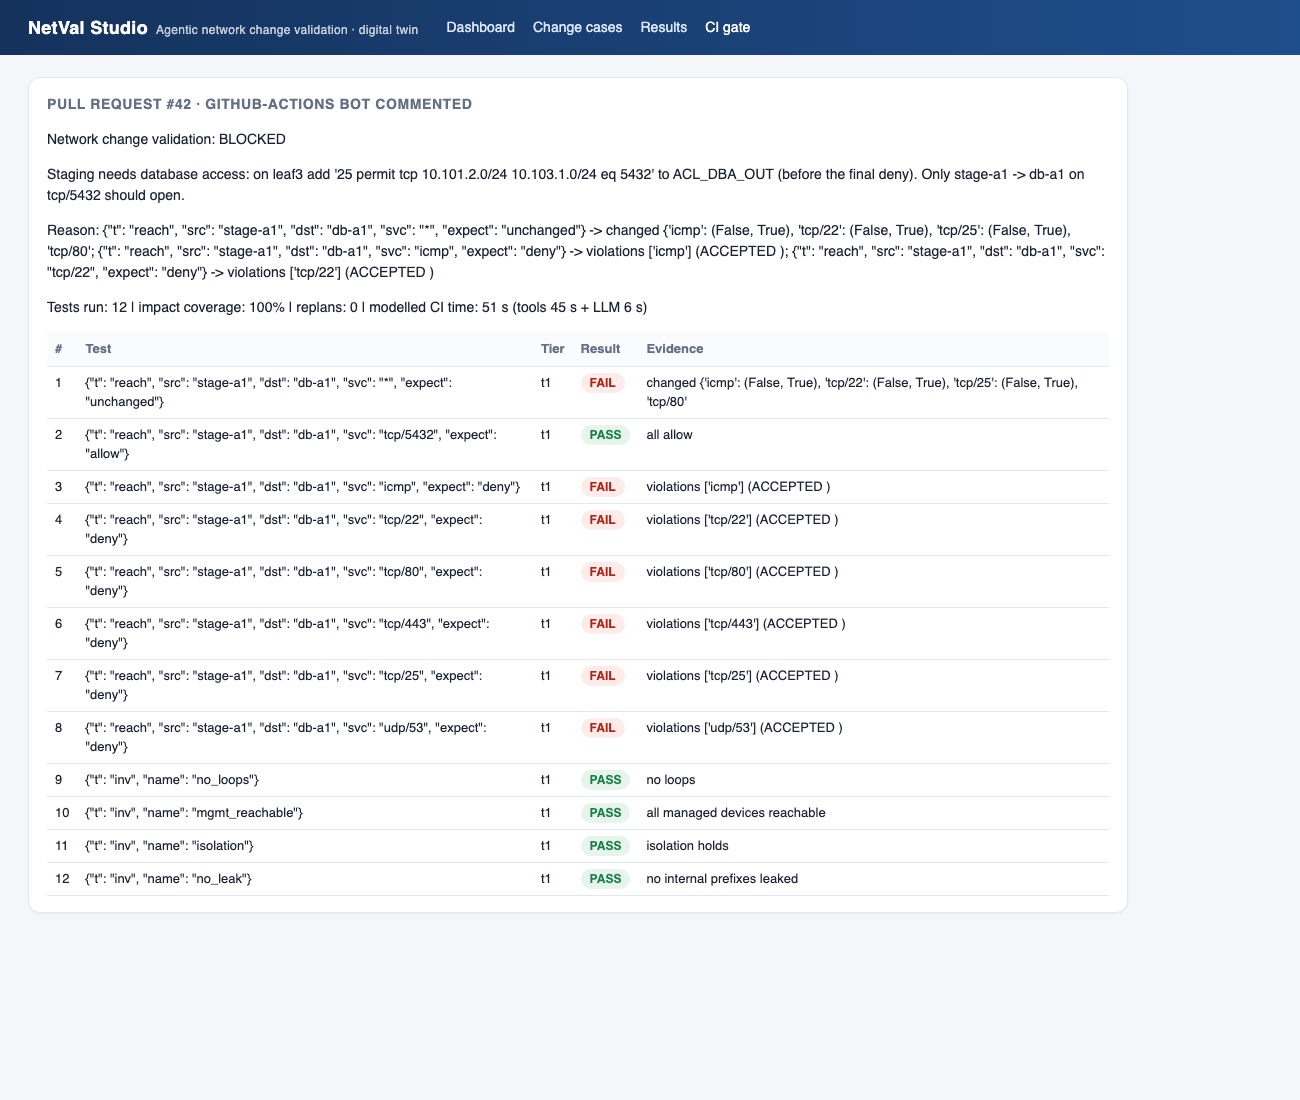 NetVal Studio Agentic network change validation · digital twin Dashboard Change cases Results CI gate
PULL REQUEST #42 · GITHUB-ACTIONS BOT COMMENTED
Network change validation: BLOCKED
Staging needs database access: on leaf3 add '25 permit tcp 10.101.2.0/24 10.103.1.0/24 eq 5432' to ACL_DBA_OUT (before the final deny). Only stage-a1 -> db-a1 on
tcp/5432 should open.
Reason: {"t": "reach", "src": "stage-a1", "dst": "db-a1", "svc": "*", "expect": "unchanged"} -> changed {'icmp': (False, True), 'tcp/22': (False, True), 'tcp/25': (False, True),
'tcp/80'; {"t": "reach", "src": "stage-a1", "dst": "db-a1", "svc": "icmp", "expect": "deny"} -> violations ['icmp'] (ACCEPTED ); {"t": "reach", "src": "stage-a1", "dst": "db-a1", "svc":
"tcp/22", "expect": "deny"} -> violations ['tcp/22'] (ACCEPTED )
Tests run: 12 | impact coverage: 100% | replans: 0 | modelled CI time: 51 s (tools 45 s + LLM 6 s)
# Test Tier Result Evidence
1 {"t": "reach", "src": "stage-a1", "dst": "db-a1", "svc": "*", "expect": t1 FAIL changed {'icmp': (False, True), 'tcp/22': (False, True), 'tcp/25': (False, True),
"unchanged"} 'tcp/80'
2 {"t": "reach", "src": "stage-a1", "dst": "db-a1", "svc": "tcp/5432", "expect": t1 PASS all allow
"allow"}
3 {"t": "reach", "src": "stage-a1", "dst": "db-a1", "svc": "icmp", "expect": "deny"} t1 FAIL violations ['icmp'] (ACCEPTED )
4 {"t": "reach", "src": "stage-a1", "dst": "db-a1", "svc": "tcp/22", "expect": t1 FAIL violations ['tcp/22'] (ACCEPTED )
"deny"}
5 {"t": "reach", "src": "stage-a1", "dst": "db-a1", "svc": "tcp/80", "expect": t1 FAIL violations ['tcp/80'] (ACCEPTED )
"deny"}
6 {"t": "reach", "src": "stage-a1", "dst": "db-a1", "svc": "tcp/443", "expect": t1 FAIL violations ['tcp/443'] (ACCEPTED )
"deny"}
7 {"t": "reach", "src": "stage-a1", "dst": "db-a1", "svc": "tcp/25", "expect": t1 FAIL violations ['tcp/25'] (ACCEPTED )
"deny"}
8 {"t": "reach", "src": "stage-a1", "dst": "db-a1", "svc": "udp/53", "expect": t1 FAIL violations ['udp/53'] (ACCEPTED )
"deny"}
9 {"t": "inv", "name": "no_loops"} t1 PASS no loops
10 {"t": "inv", "name": "mgmt_reachable"} t1 PASS all managed devices reachable
11 {"t": "inv", "name": "isolation"} t1 PASS isolation holds
12 {"t": "inv", "name": "no_leak"} t1 PASS no internal prefixes leaked